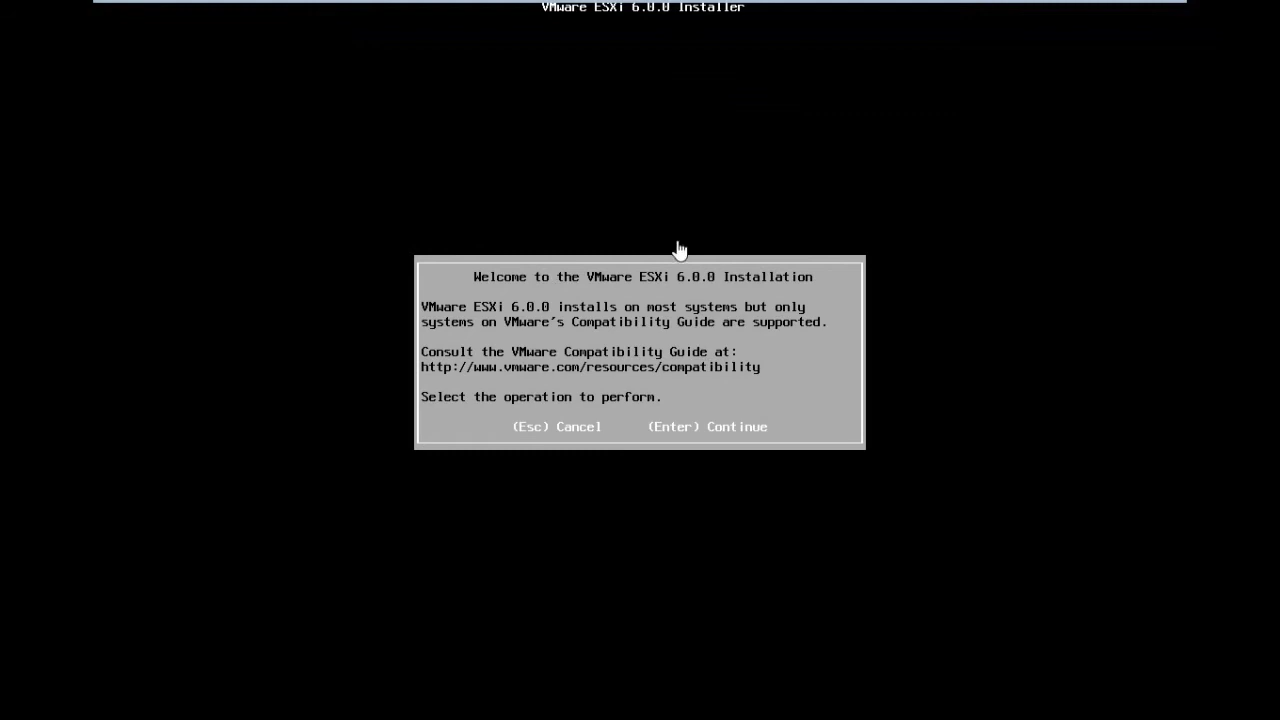 VMware ESXi 6.0.0 Installer
Welcome to the VMware ESXi 6.0.0 Installation
VMware ESXi 6.0.0 installs on most systems but only
systems on VMware's Compatibility Guide are supported.
Consult the VMware Compatibility Guide at:
http://www.vmware.com/resources/compatibility
Select the operation to perform.
(Esc) Cancel (Enter) Continue